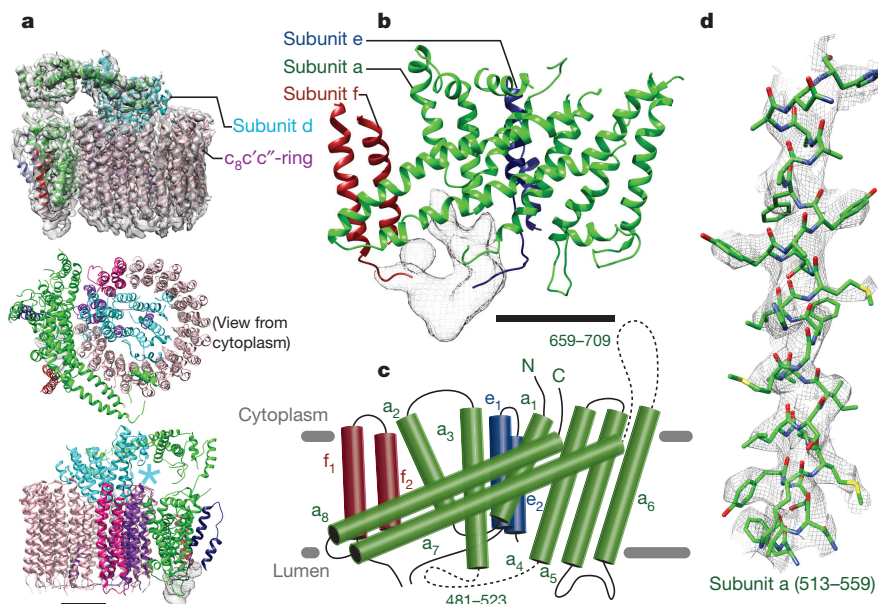 a
Subunit d
c₈c′c″-ring
(View from
cytoplasm)
b
Subunit e
Subunit a
Subunit f
c
659–709
N
C
Cytoplasm
a₂
a₃
e₁
a₁
f₁
f₂
e₂
a₆
a₈
a₇
a₄
a₅
Lumen
481–523
d
Subunit a (513–559)